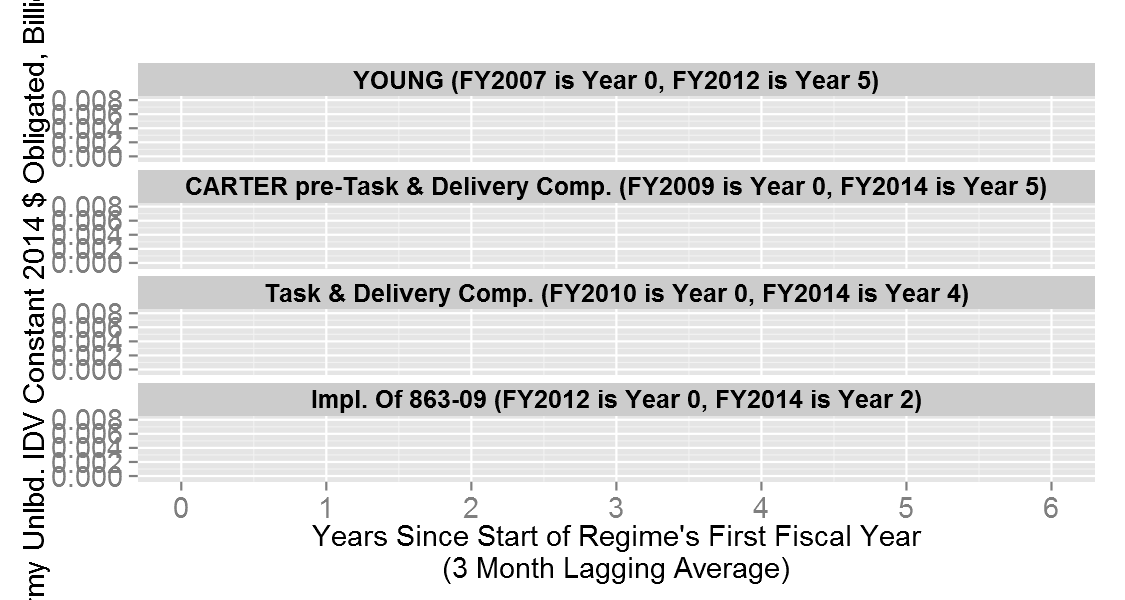 rmy Unlbd. IDV Constant 2014 $ Obligated, Billi
YOUNG (FY2007 is Year 0, FY2012 is Year 5)
0.008
0.006
0.004
0.002
0.000
CARTER pre-Task & Delivery Comp. (FY2009 is Year 0, FY2014 is Year 5)
0.008
0.006
0.004
0.002
0.000
Task & Delivery Comp. (FY2010 is Year 0, FY2014 is Year 4)
0.008
0.006
0.004
0.002
0.000
Impl. Of 863-09 (FY2012 is Year 0, FY2014 is Year 2)
0.008
0.006
0.004
0.002
0.000
0 1 2 3 4 5 6
Years Since Start of Regime's First Fiscal Year
(3 Month Lagging Average)